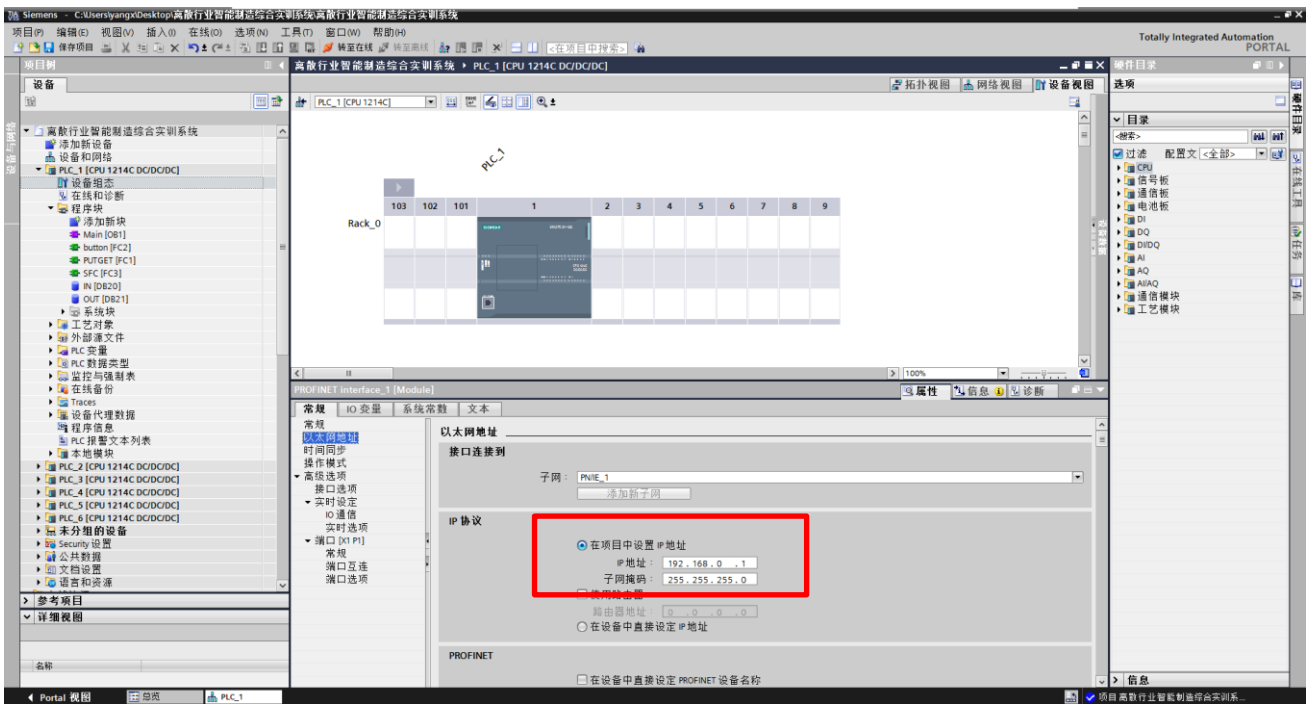 Siemens - C:\Users\yangx\Desktop\离散行业智能制造综合实训系统\离散行业智能制造综合实训系统
项目(P) 编辑(E) 视图(V) 插入(I) 在线(O) 选项(N) 工具(T) 窗口(W) 帮助(H)
Totally Integrated Automation
PORTAL
保存项目 转至在线 转至离线 <在项目中搜索>
项目树
离散行业智能制造综合实训系统 ▸ PLC_1 [CPU 1214C DC/DC/DC]
硬件目录
设备
拓扑视图 网络视图 设备视图
选项
PLC_1 [CPU 1214C]
离散行业智能制造综合实训系统
添加新设备
设备和网络
PLC_1 [CPU 1214C DC/DC/DC]
设备组态
在线和诊断
程序块
添加新块
Main [OB1]
button [FC2]
PUTGET [FC1]
SFC [FC3]
IN [DB20]
OUT [DB21]
系统块
工艺对象
外部源文件
PLC 变量
PLC 数据类型
监控与强制表
在线备份
Traces
设备代理数据
程序信息
PLC 报警文本列表
本地模块
PLC_2 [CPU 1214C DC/DC/DC]
PLC_3 [CPU 1214C DC/DC/DC]
PLC_4 [CPU 1214C DC/DC/DC]
PLC_5 [CPU 1214C DC/DC/DC]
PLC_6 [CPU 1214C DC/DC/DC]
未分组的设备
Security 设置
公共数据
文档设置
语言和资源
参考项目
详细视图
名称
PLC_1
103 102 101 1 2 3 4 5 6 7 8 9
Rack_0
100%
PROFINET interface_1 [Module]
属性 信息 诊断
常规 IO 变量 系统常数 文本
常规
以太网地址
时间同步
操作模式
高级选项
接口选项
实时设定
IO 通信
实时选项
端口 [X1 P1]
常规
端口互连
端口选项
以太网地址
接口连接到
子网: PN/IE_1
添加新子网
IP 协议
在项目中设置 IP 地址
IP 地址: 192 . 168 . 0 . 1
子网掩码: 255 . 255 . 255 . 0
使用路由器
路由器地址: 0 . 0 . 0 . 0
在设备中直接设定 IP 地址
PROFINET
在设备中直接设定 PROFINET 设备名称
目录
<搜索>
过滤 配置文 <全部>
CPU
信号板
通信板
电池板
DI
DQ
DI/DQ
AI
AQ
AI/AQ
通信模块
工艺模块
信息
硬件目录
在线工具
任务
库
设备与网络
Portal 视图 总览 PLC_1
项目 离散行业智能制造综合实训系...